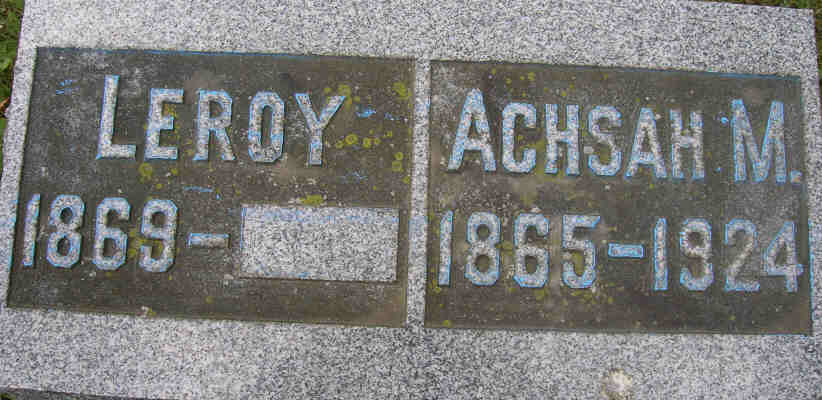 LEROY
1869-
ACHSAH M.
1865-1924